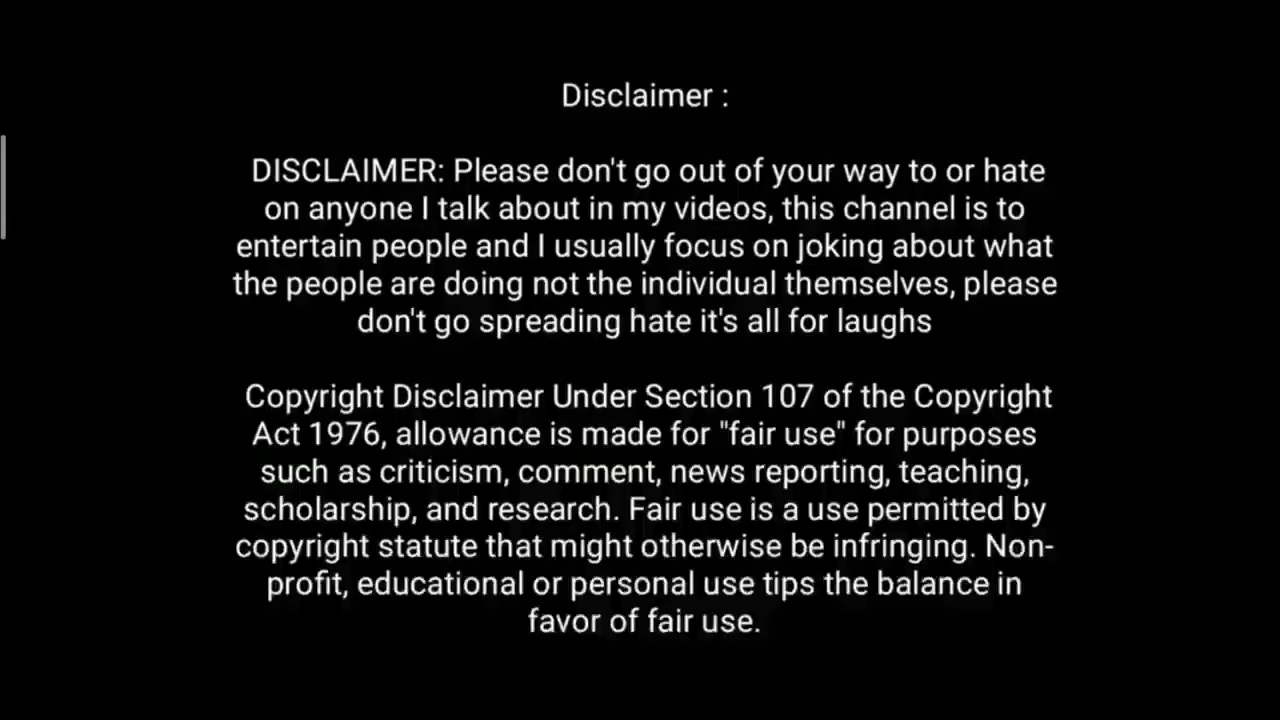 Disclaimer :
DISCLAIMER: Please don't go out of your way to or hate
on anyone I talk about in my videos, this channel is to
entertain people and I usually focus on joking about what
the people are doing not the individual themselves, please
don't go spreading hate it's all for laughs
Copyright Disclaimer Under Section 107 of the Copyright
Act 1976, allowance is made for "fair use" for purposes
such as criticism, comment, news reporting, teaching,
scholarship, and research. Fair use is a use permitted by
copyright statute that might otherwise be infringing. Non-
profit, educational or personal use tips the balance in
favor of fair use.